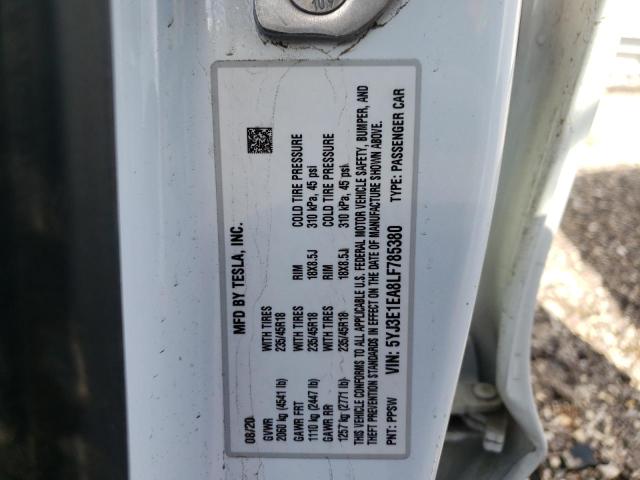 MFD BY TESLA, INC.
08/20
GVWR WITH TIRES RIM COLD TIRE PRESSURE
2060 kg (4541 lb) 235/45R18 18X8.5J 310 kPa, 45 psi
GAWR FRT WITH TIRES RIM COLD TIRE PRESSURE
1110 kg (2447 lb) 235/45R18 18X8.5J 310 kPa, 45 psi
GAWR RR
1257 kg (2771 lb) 235/45R18
THIS VEHICLE CONFORMS TO ALL APPLICABLE U.S. FEDERAL MOTOR VEHICLE SAFETY, BUMPER, AND
THEFT PREVENTION STANDARDS IN EFFECT ON THE DATE OF MANUFACTURE SHOWN ABOVE.
VIN: 5YJ3E1EA8LF785380
PNT: PPSW TYPE: PASSENGER CAR